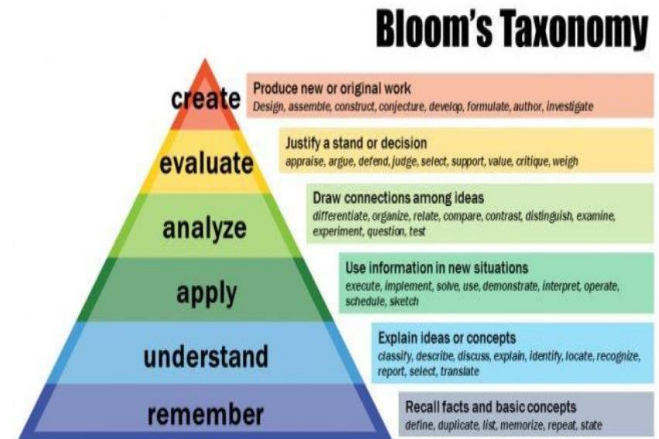 Bloom's Taxonomy
create
Produce new or original work
Design, assemble, construct, conjecture, develop, formulate, author, investigate
evaluate
Justify a stand or decision
appraise, argue, defend, judge, select, support, value, critique, weigh
analyze
Draw connections among ideas
differentiate, organize, relate, compare, contrast, distinguish, examine,
experiment, question, test
apply
Use information in new situations
execute, implement, solve, use, demonstrate, interpret, operate,
schedule, sketch
understand
Explain ideas or concepts
classify, describe, discuss, explain, identify, locate, recognize,
report, select, translate
remember
Recall facts and basic concepts
define, duplicate, list, memorize, repeat, state